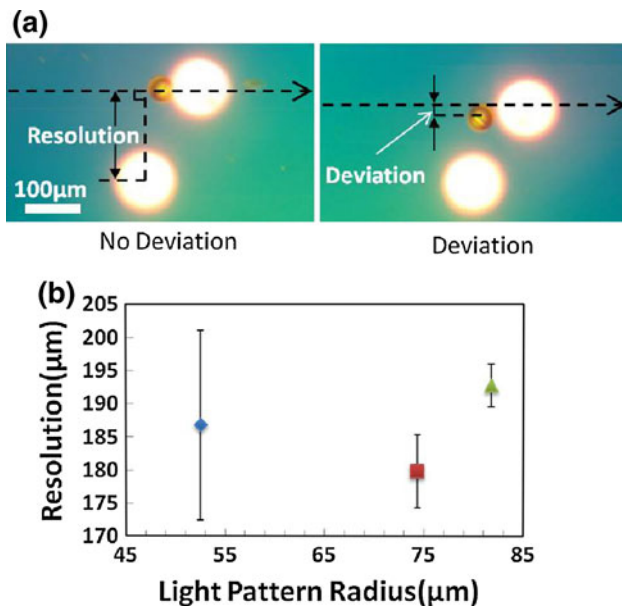 (a)
Resolution
100µm
Deviation
No Deviation
Deviation
(b)
205
200
195
190
185
180
175
170
Resolution(µm)
45 55 65 75 85
Light Pattern Radius(µm)